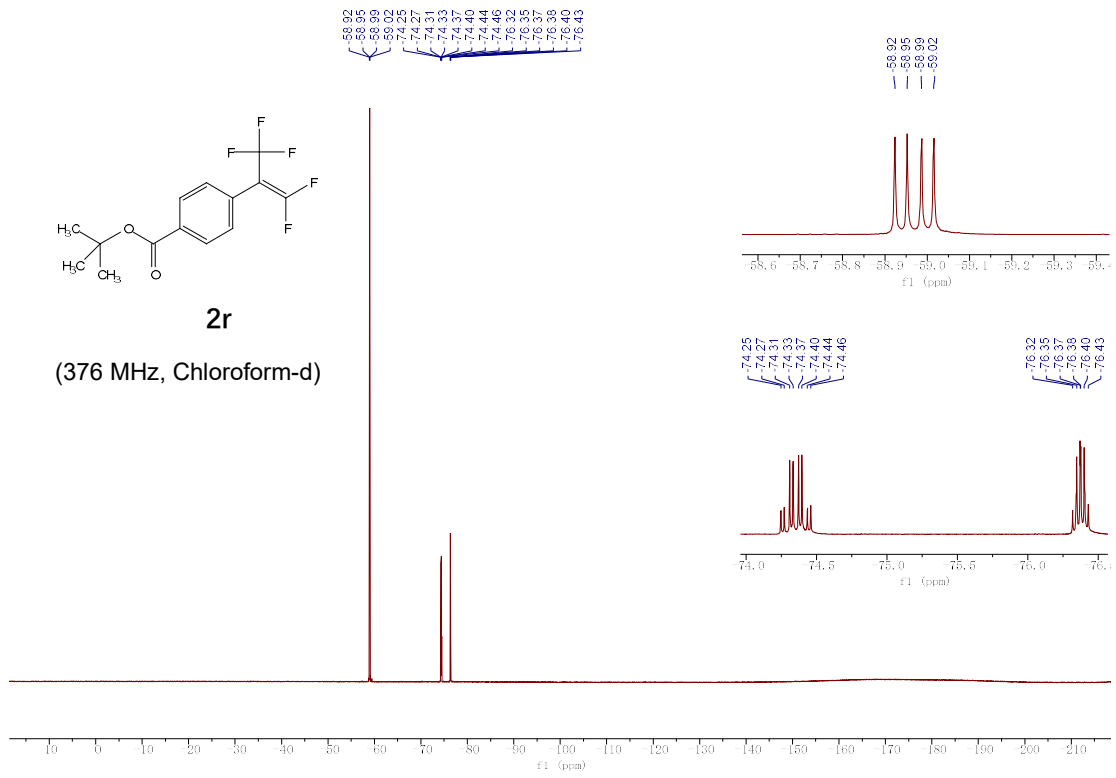 -58.92
-58.95
-58.99
-59.02
-74.25
-74.27
-74.31
-74.33
-74.37
-74.40
-74.44
-74.46
-76.32
-76.35
-76.37
-76.38
-76.40
-76.43
F
F F
F
F
H₃C
O
H₃C
CH₃
O
2r
(376 MHz, Chloroform-d)
-58.92
-58.95
-58.99
-59.02
-58.6 -58.7 -58.8 -58.9 -59.0 -59.1 -59.2 -59.3 -59.4
f1 (ppm)
-74.25
-74.27
-74.31
-74.33
-74.37
-74.40
-74.44
-74.46
-76.32
-76.35
-76.37
-76.38
-76.40
-76.43
-74.0 -74.5 -75.0 -75.5 -76.0
f1 (ppm)
10 0 -10 -20 -30 -40 -50 -60 -70 -80 -90 -100 -110 -120 -130 -140 -150 -160 -170 -180 -190 -200 -210
f1 (ppm)